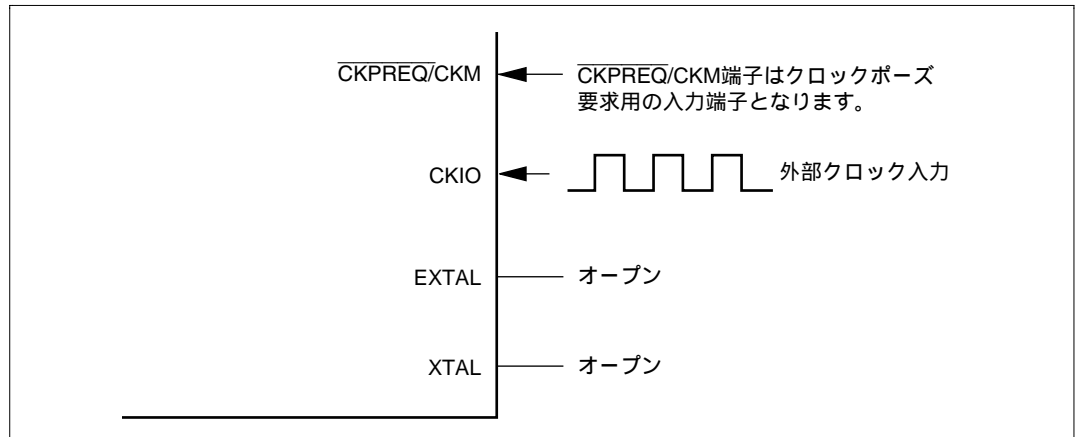 CKPREQ/CKM
CKPREQ/CKM端子はクロックポーズ
要求用の入力端子となります。
CKIO
外部クロック入力
EXTAL
オープン
XTAL
オープン